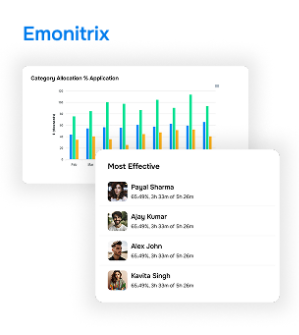 Emonitrix
Category Allocation % Application
Most Effective
Payal Sharma
65.49%, 3h 33m of 5h 26m
Ajay Kumar
65.49%, 3h 33m of 5h 26m
Alex John
65.49%, 3h 33m of 5h 26m
Kavita Singh
65.49%, 3h 33m of 5h 26m